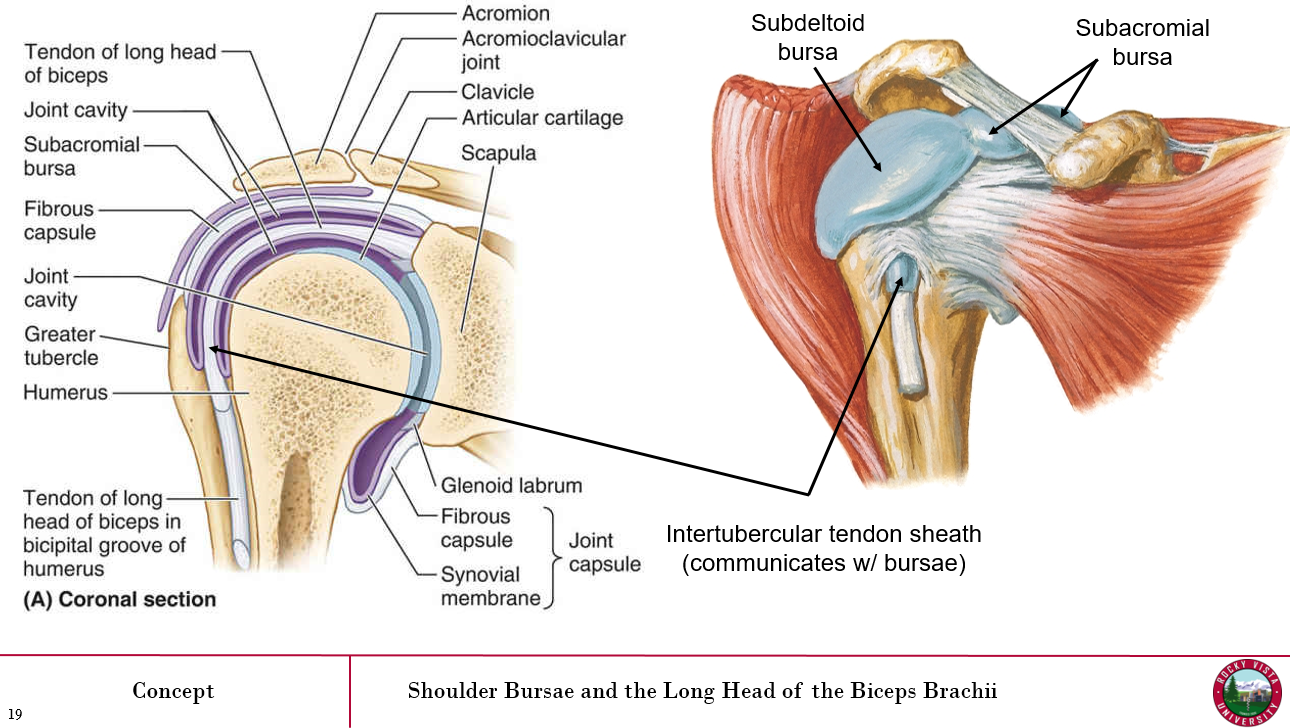 Acromion
Acromioclavicular
joint
Clavicle
Articular cartilage
Scapula
Tendon of long head
of biceps
Joint cavity
Subacromial
bursa
Fibrous
capsule
Joint
cavity
Greater
tubercle
Humerus
Tendon of long
head of biceps in
bicipital groove of
humerus
(A) Coronal section
Glenoid labrum
Fibrous
capsule
Synovial
membrane
Joint
capsule
Subdeltoid
bursa
Subacromial
bursa
Intertubercular tendon sheath
(communicates w/ bursae)
19
Concept
Shoulder Bursae and the Long Head of the Biceps Brachii
ROCKY VISTA
UNIVERSITY